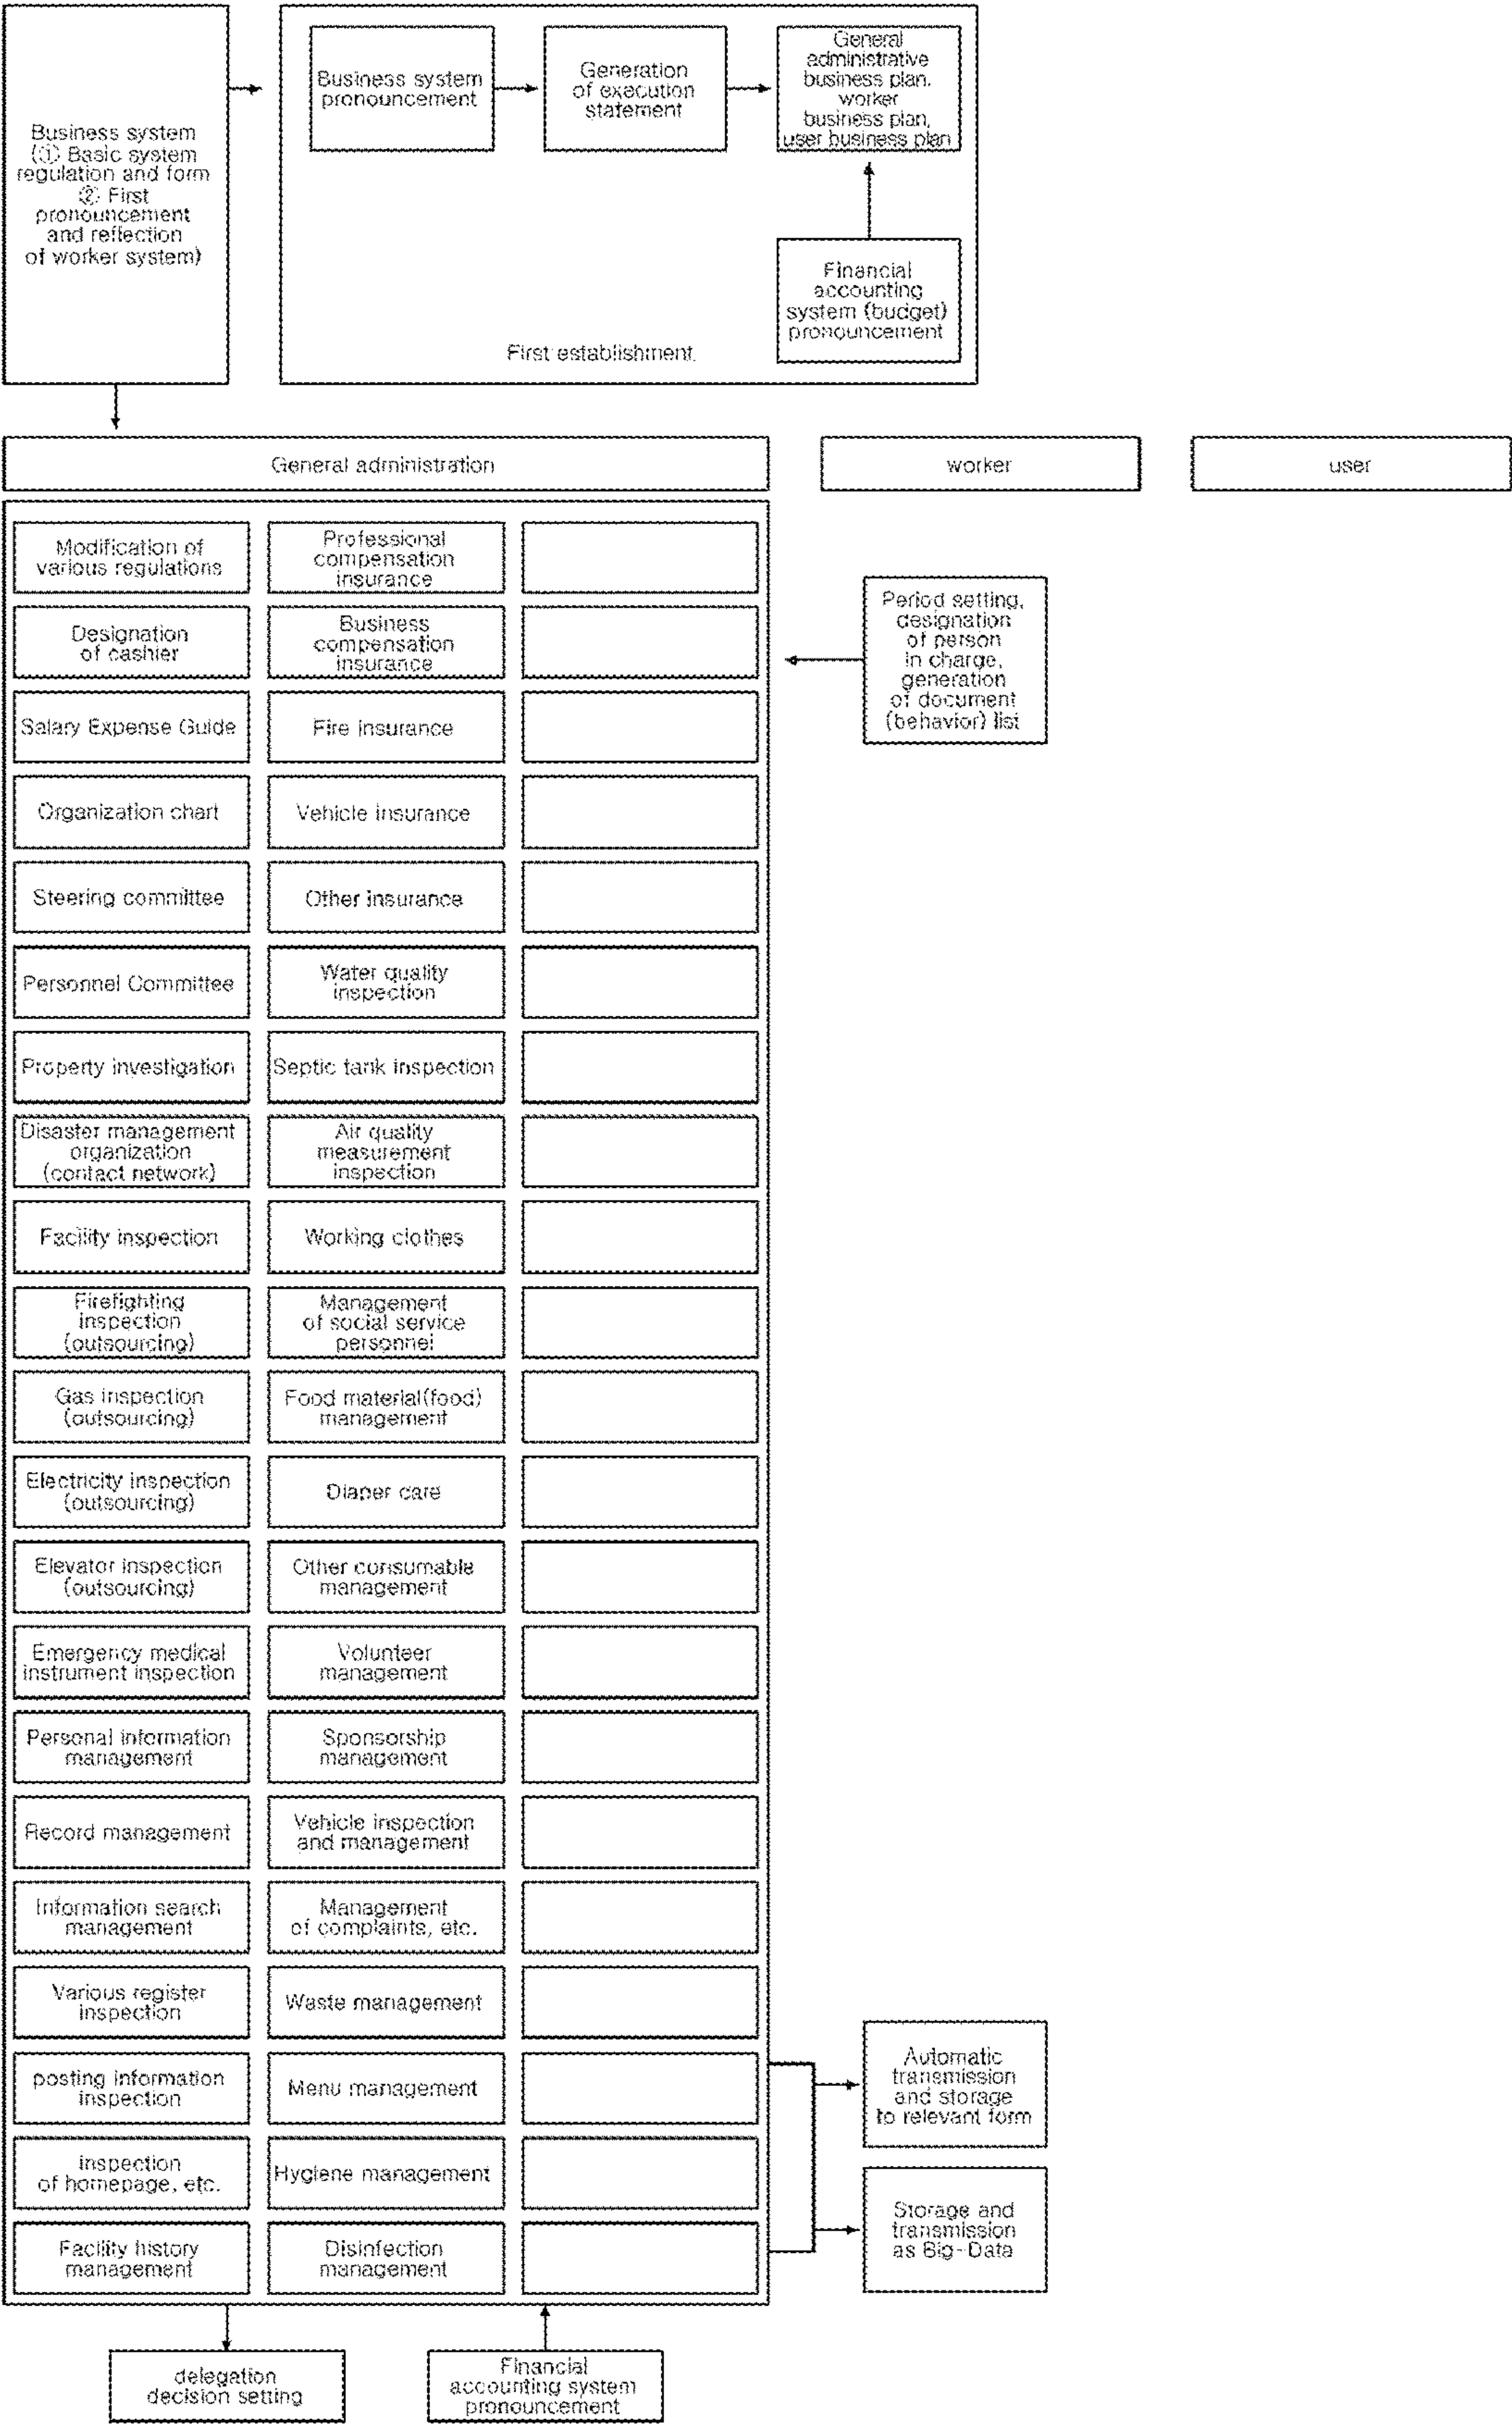 Business system
(① Basic system
regulation and form
② First
pronouncement
and reflection
of worker system)
Business system
pronouncement
Generation
of execution
statement
General
administrative
business plan,
worker
business plan,
user business plan
Financial
accounting
system (budget)
pronouncement
First establishment
General administration
worker
user
Modification of
various regulations
Professional
compensation
insurance
Designation
of cashier
Business
compensation
insurance
Salary Expense Guide
Fire insurance
Organization chart
Vehicle insurance
Steering committee
Other insurance
Personnel Committee
Water quality
inspection
Property investigation
Septic tank inspection
Disaster management
organization
(contact network)
Air quality
measurement
inspection
Facility inspection
Working clothes
Firefighting
inspection
(outsourcing)
Management
of social service
personnel
Gas inspection
(outsourcing)
Food material(food)
management
Electricity inspection
(outsourcing)
Diaper care
Elevator inspection
(outsourcing)
Other consumable
management
Emergency medical
instrument inspection
Volunteer
management
Personal information
management
Sponsorship
management
Record management
Vehicle inspection
and management
Information search
management
Management
of complaints, etc.
Various register
inspection
Waste management
posting information
inspection
Menu management
inspection
of homepage, etc.
Hygiene management
Facility history
management
Disinfection
management
Period setting,
designation
of person
in charge,
generation
of document
(behavior) list
Automatic
transmission
and storage
to relevant form
Storage and
transmission
as Big-Data
delegation
decision setting
Financial
accounting system
pronouncement